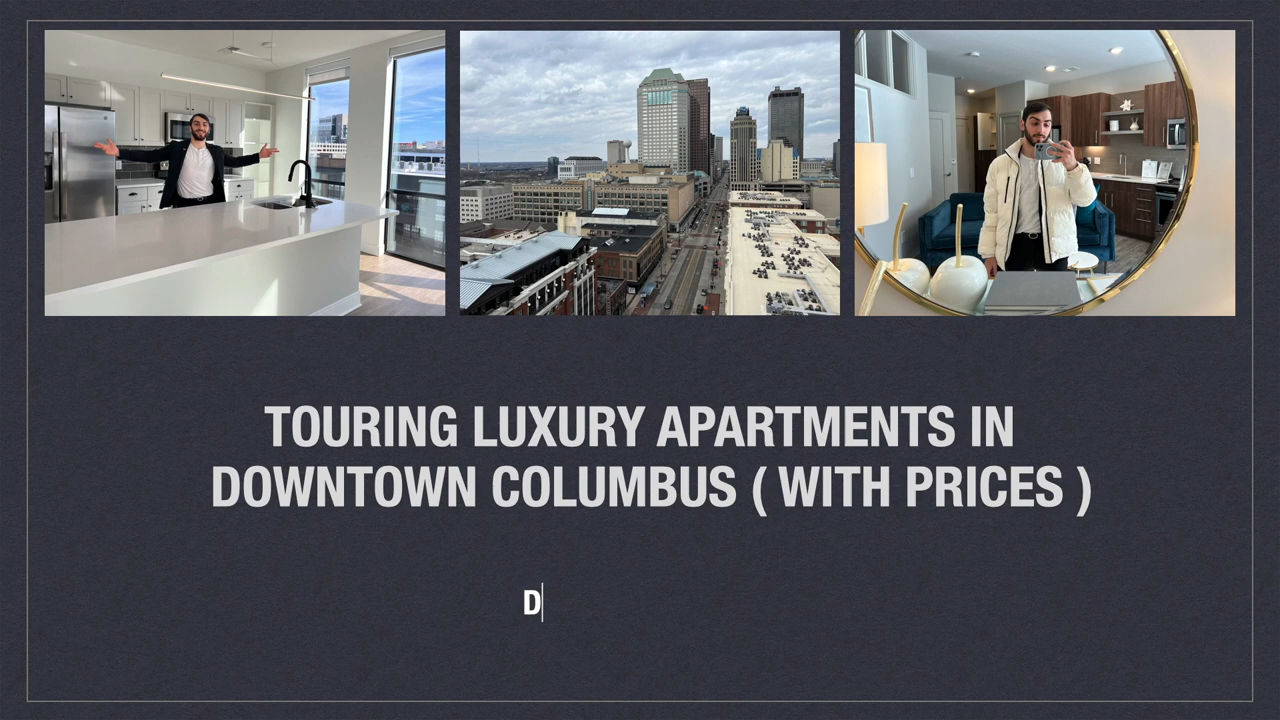 TOURING LUXURY APARTMENTS IN
DOWNTOWN COLUMBUS ( WITH PRICES )
D